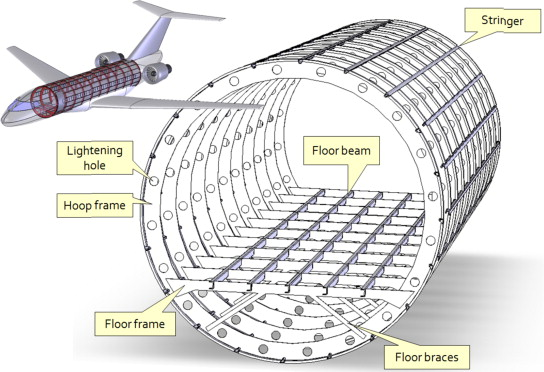 Stringer
Lightening
hole
Floor beam
Hoop frame
Floor frame
Floor braces